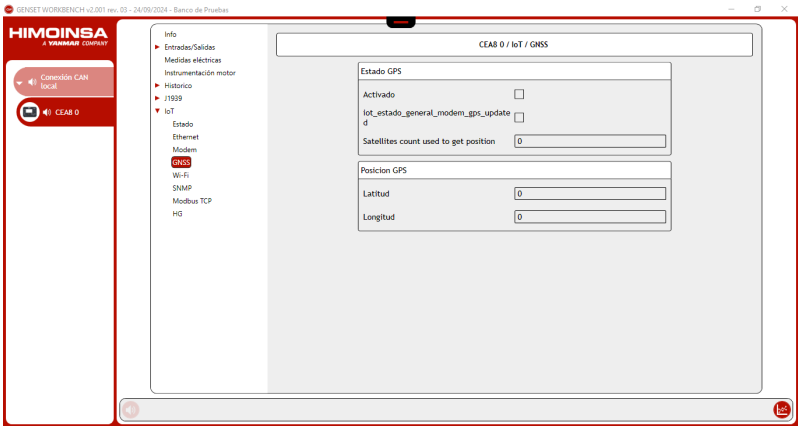 GENSET WORKBENCH v2.001 rev. 03 - 24/09/2024 - Banco de Pruebas
HIMOINSA
A YANMAR COMPANY
Conexión CAN
local
CEA8 0
Info
Entradas/Salidas
Medidas eléctricas
Instrumentación motor
Historico
J1939
IoT
Estado
Ethernet
Modem
GNSS
Wi-Fi
SNMP
Modbus TCP
HG
CEA8 0 / IoT / GNSS
Estado GPS
Activado
iot_estado_general_modem_gps_update
d
Satellites count used to get position 0
Posicion GPS
Latitud 0
Longitud 0